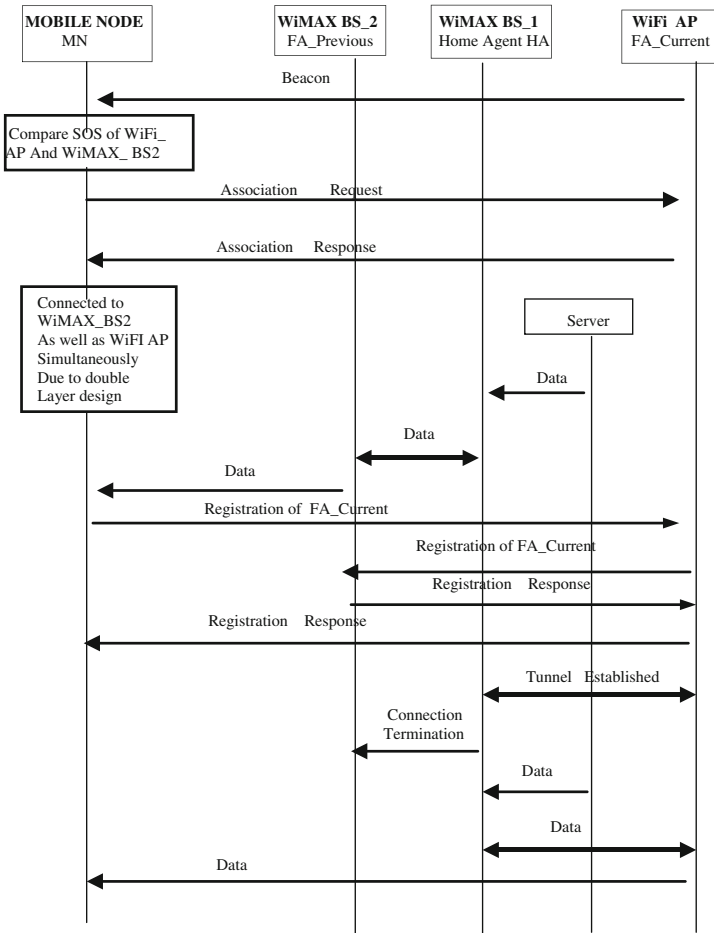 MOBILE NODE
MN
WiMAX BS_2
FA_Previous
WiMAX BS_1
Home Agent HA
WiFi AP
FA_Current
Beacon
Compare SOS of WiFi_
AP And WiMAX_ BS2
Association Request
Association Response
Connected to
WiMAX_BS2
As well as WiFI AP
Simultaneously
Due to double
Layer design
Server
Data
Data
Data
Registration of FA_Current
Registration of FA_Current
Registration Response
Registration Response
Tunnel Established
Connection
Termination
Data
Data
Data